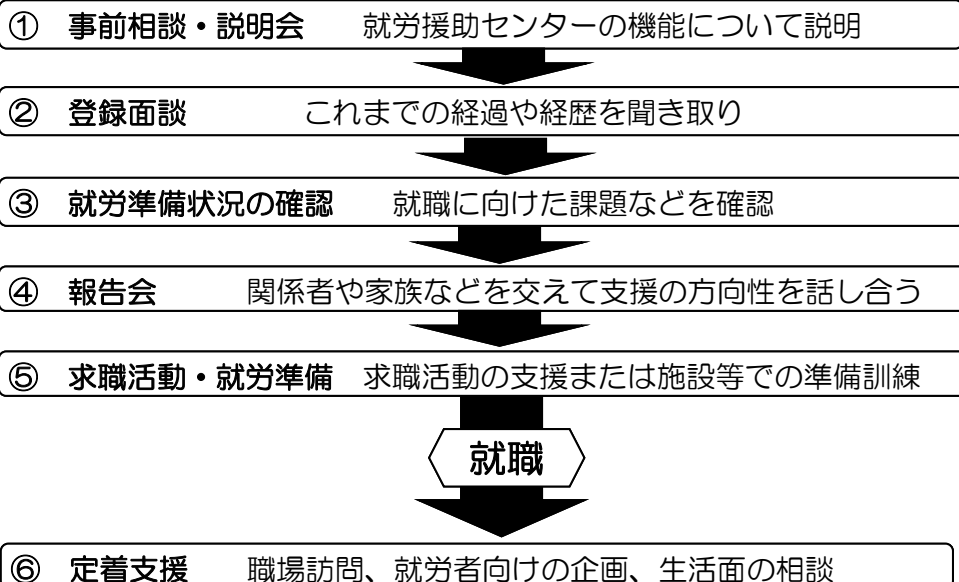 ① 事前相談・説明会 就労援助センターの機能について説明
② 登録面談 これまでの経過や経歴を聞き取り
③ 就労準備状況の確認 就職に向けた課題などを確認
④ 報告会 関係者や家族などを交えて支援の方向性を話し合う
⑤ 求職活動・就労準備 求職活動の支援または施設等での準備訓練
就職
⑥ 定着支援 職場訪問、就労者向けの企画、生活面の相談